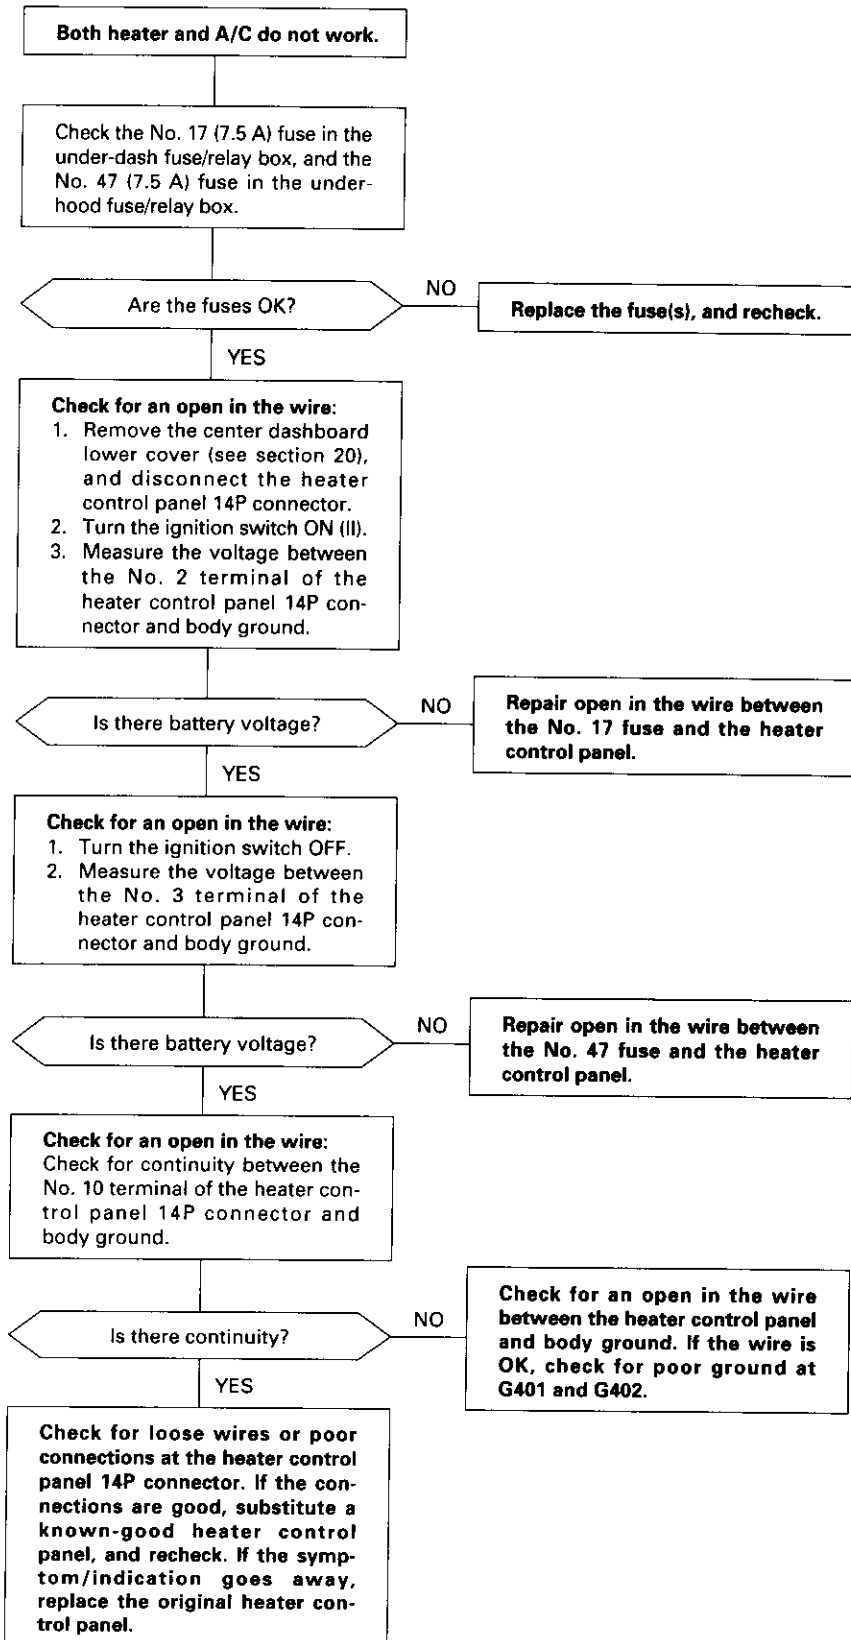 Both heater and A/C do not work.
Check the No. 17 (7.5 A) fuse in the
under-dash fuse/relay box, and the
No. 47 (7.5 A) fuse in the under-
hood fuse/relay box.
Are the fuses OK?
NO
Replace the fuse(s), and recheck.
YES
Check for an open in the wire:
1. Remove the center dashboard
lower cover (see section 20),
and disconnect the heater
control panel 14P connector.
2. Turn the ignition switch ON (II).
3. Measure the voltage between
the No. 2 terminal of the
heater control panel 14P con-
nector and body ground.
Is there battery voltage?
NO
Repair open in the wire between
the No. 17 fuse and the heater
control panel.
YES
Check for an open in the wire:
1. Turn the ignition switch OFF.
2. Measure the voltage between
the No. 3 terminal of the
heater control panel 14P con-
nector and body ground.
Is there battery voltage?
NO
Repair open in the wire between
the No. 47 fuse and the heater
control panel.
YES
Check for an open in the wire:
Check for continuity between the
No. 10 terminal of the heater con-
trol panel 14P connector and
body ground.
Is there continuity?
NO
Check for an open in the wire
between the heater control panel
and body ground. If the wire is
OK, check for poor ground at
G401 and G402.
YES
Check for loose wires or poor
connections at the heater control
panel 14P connector. If the con-
nections are good, substitute a
known-good heater control
panel, and recheck. If the symp-
tom/indication goes away,
replace the original heater con-
trol panel.